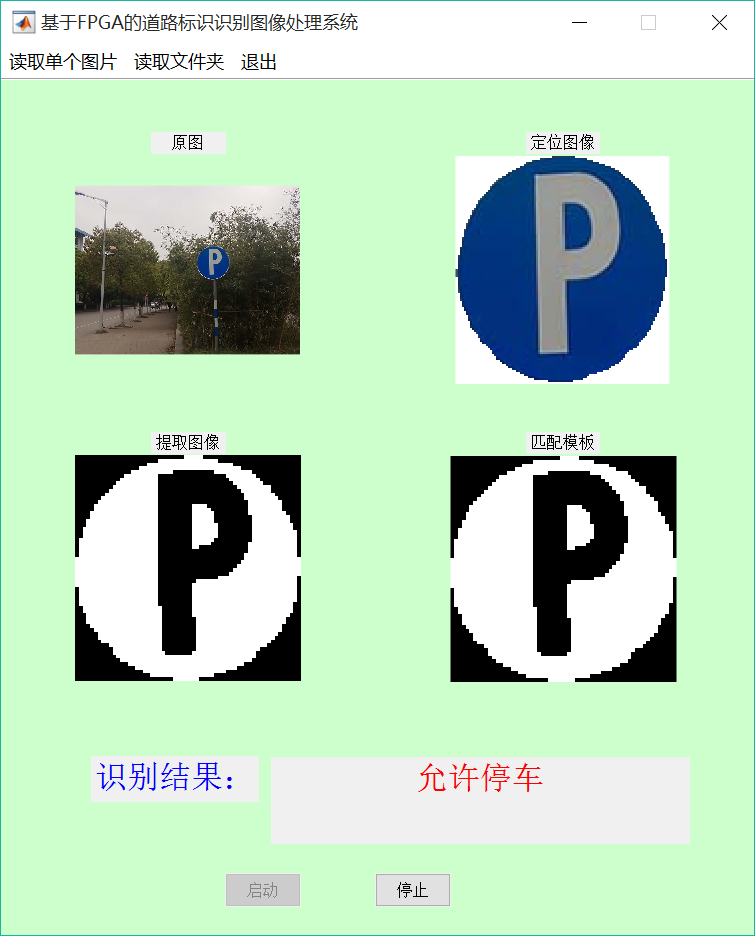 基于FPGA的道路标识识别图像处理系统
读取单个图片 读取文件夹 退出
原图
定位图像
P
P
提取图像
匹配模板
P
P
识别结果：
允许停车
启动
停止